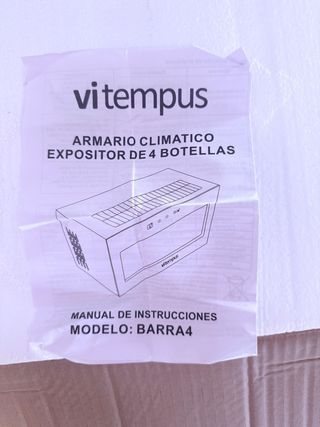 vitempus
ARMARIO CLIMATICO
EXPOSITOR DE 4 BOTELLAS
vitempus
MANUAL DE INSTRUCCIONES
MODELO: BARRA4